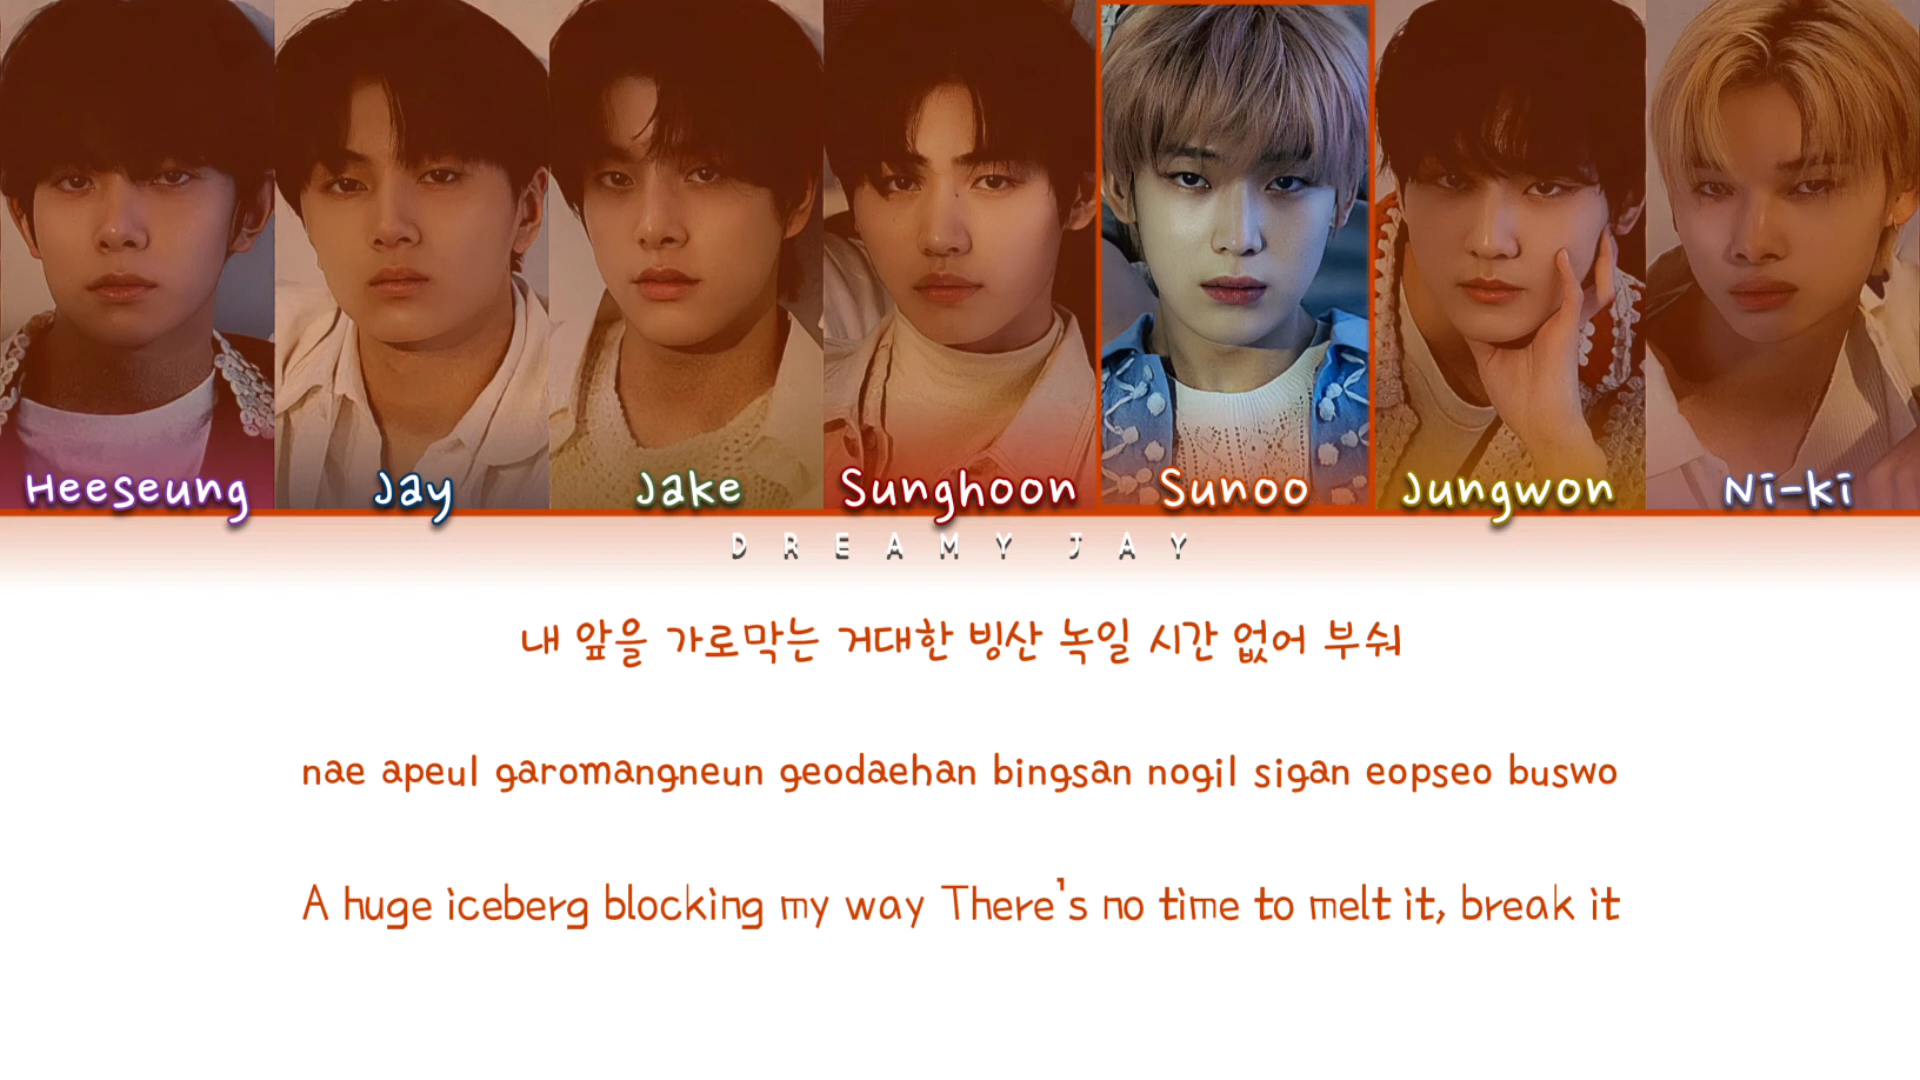 Heeseung Jay Jake Sunghoon Sunoo Jungwon Ni-ki
DREAMY JAY
내 앞을 가로막는 거대한 빙산 녹일 시간 없어 부숴
nae apeul garomangneun geodaehan bingsan nogil sigan eopseo buswo
A huge iceberg blocking my way There's no time to melt it, break it